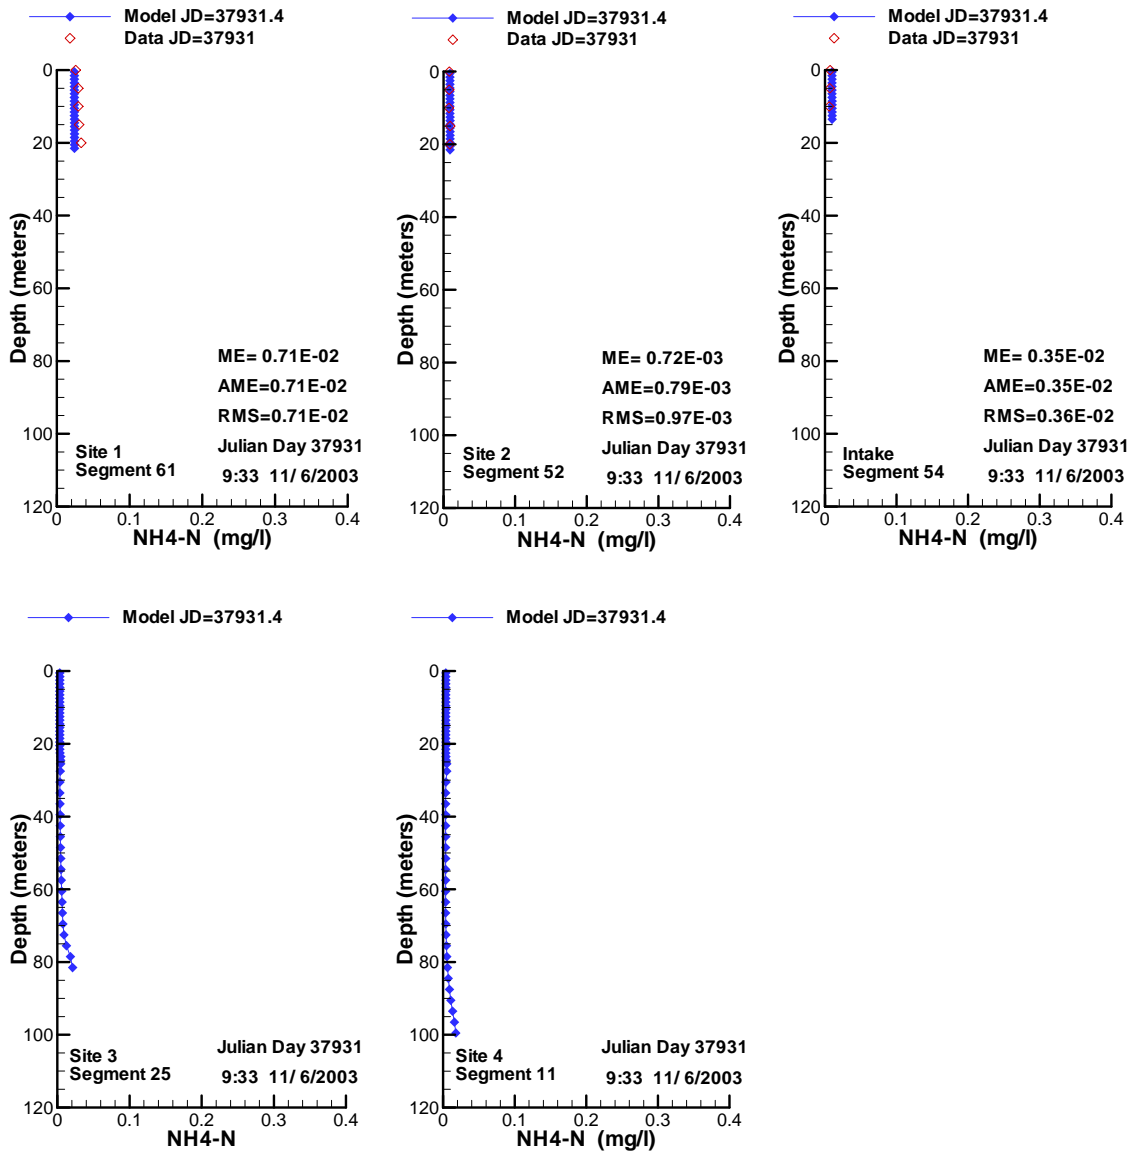 Model JD=37931.4
Data JD=37931
0
20
40
60
80
100
120
Depth (meters)
ME= 0.71E-02
AME=0.71E-02
RMS=0.71E-02
Site 1
Segment 61
Julian Day 37931
9:33 11/ 6/2003
0
0.1
0.2
0.3
0.4
NH4-N (mg/l)
Model JD=37931.4
Data JD=37931
0
20
40
60
80
100
120
Depth (meters)
ME= 0.72E-03
AME=0.79E-03
RMS=0.97E-03
Site 2
Segment 52
Julian Day 37931
9:33 11/ 6/2003
0
0.1
0.2
0.3
0.4
NH4-N (mg/l)
Model JD=37931.4
Data JD=37931
0
20
40
60
80
100
120
Depth (meters)
ME= 0.35E-02
AME=0.35E-02
RMS=0.36E-02
Intake
Segment 54
Julian Day 37931
9:33 11/ 6/2003
0
0.1
0.2
0.3
0.4
NH4-N (mg/l)
Model JD=37931.4
0
20
40
60
80
100
120
Depth (meters)
Site 3
Segment 25
Julian Day 37931
9:33 11/ 6/2003
0
0.1
0.2
0.3
0.4
NH4-N
Model JD=37931.4
0
20
40
60
80
100
120
Depth (meters)
Site 4
Segment 11
Julian Day 37931
9:33 11/ 6/2003
0
0.1
0.2
0.3
0.4
NH4-N (mg/l)